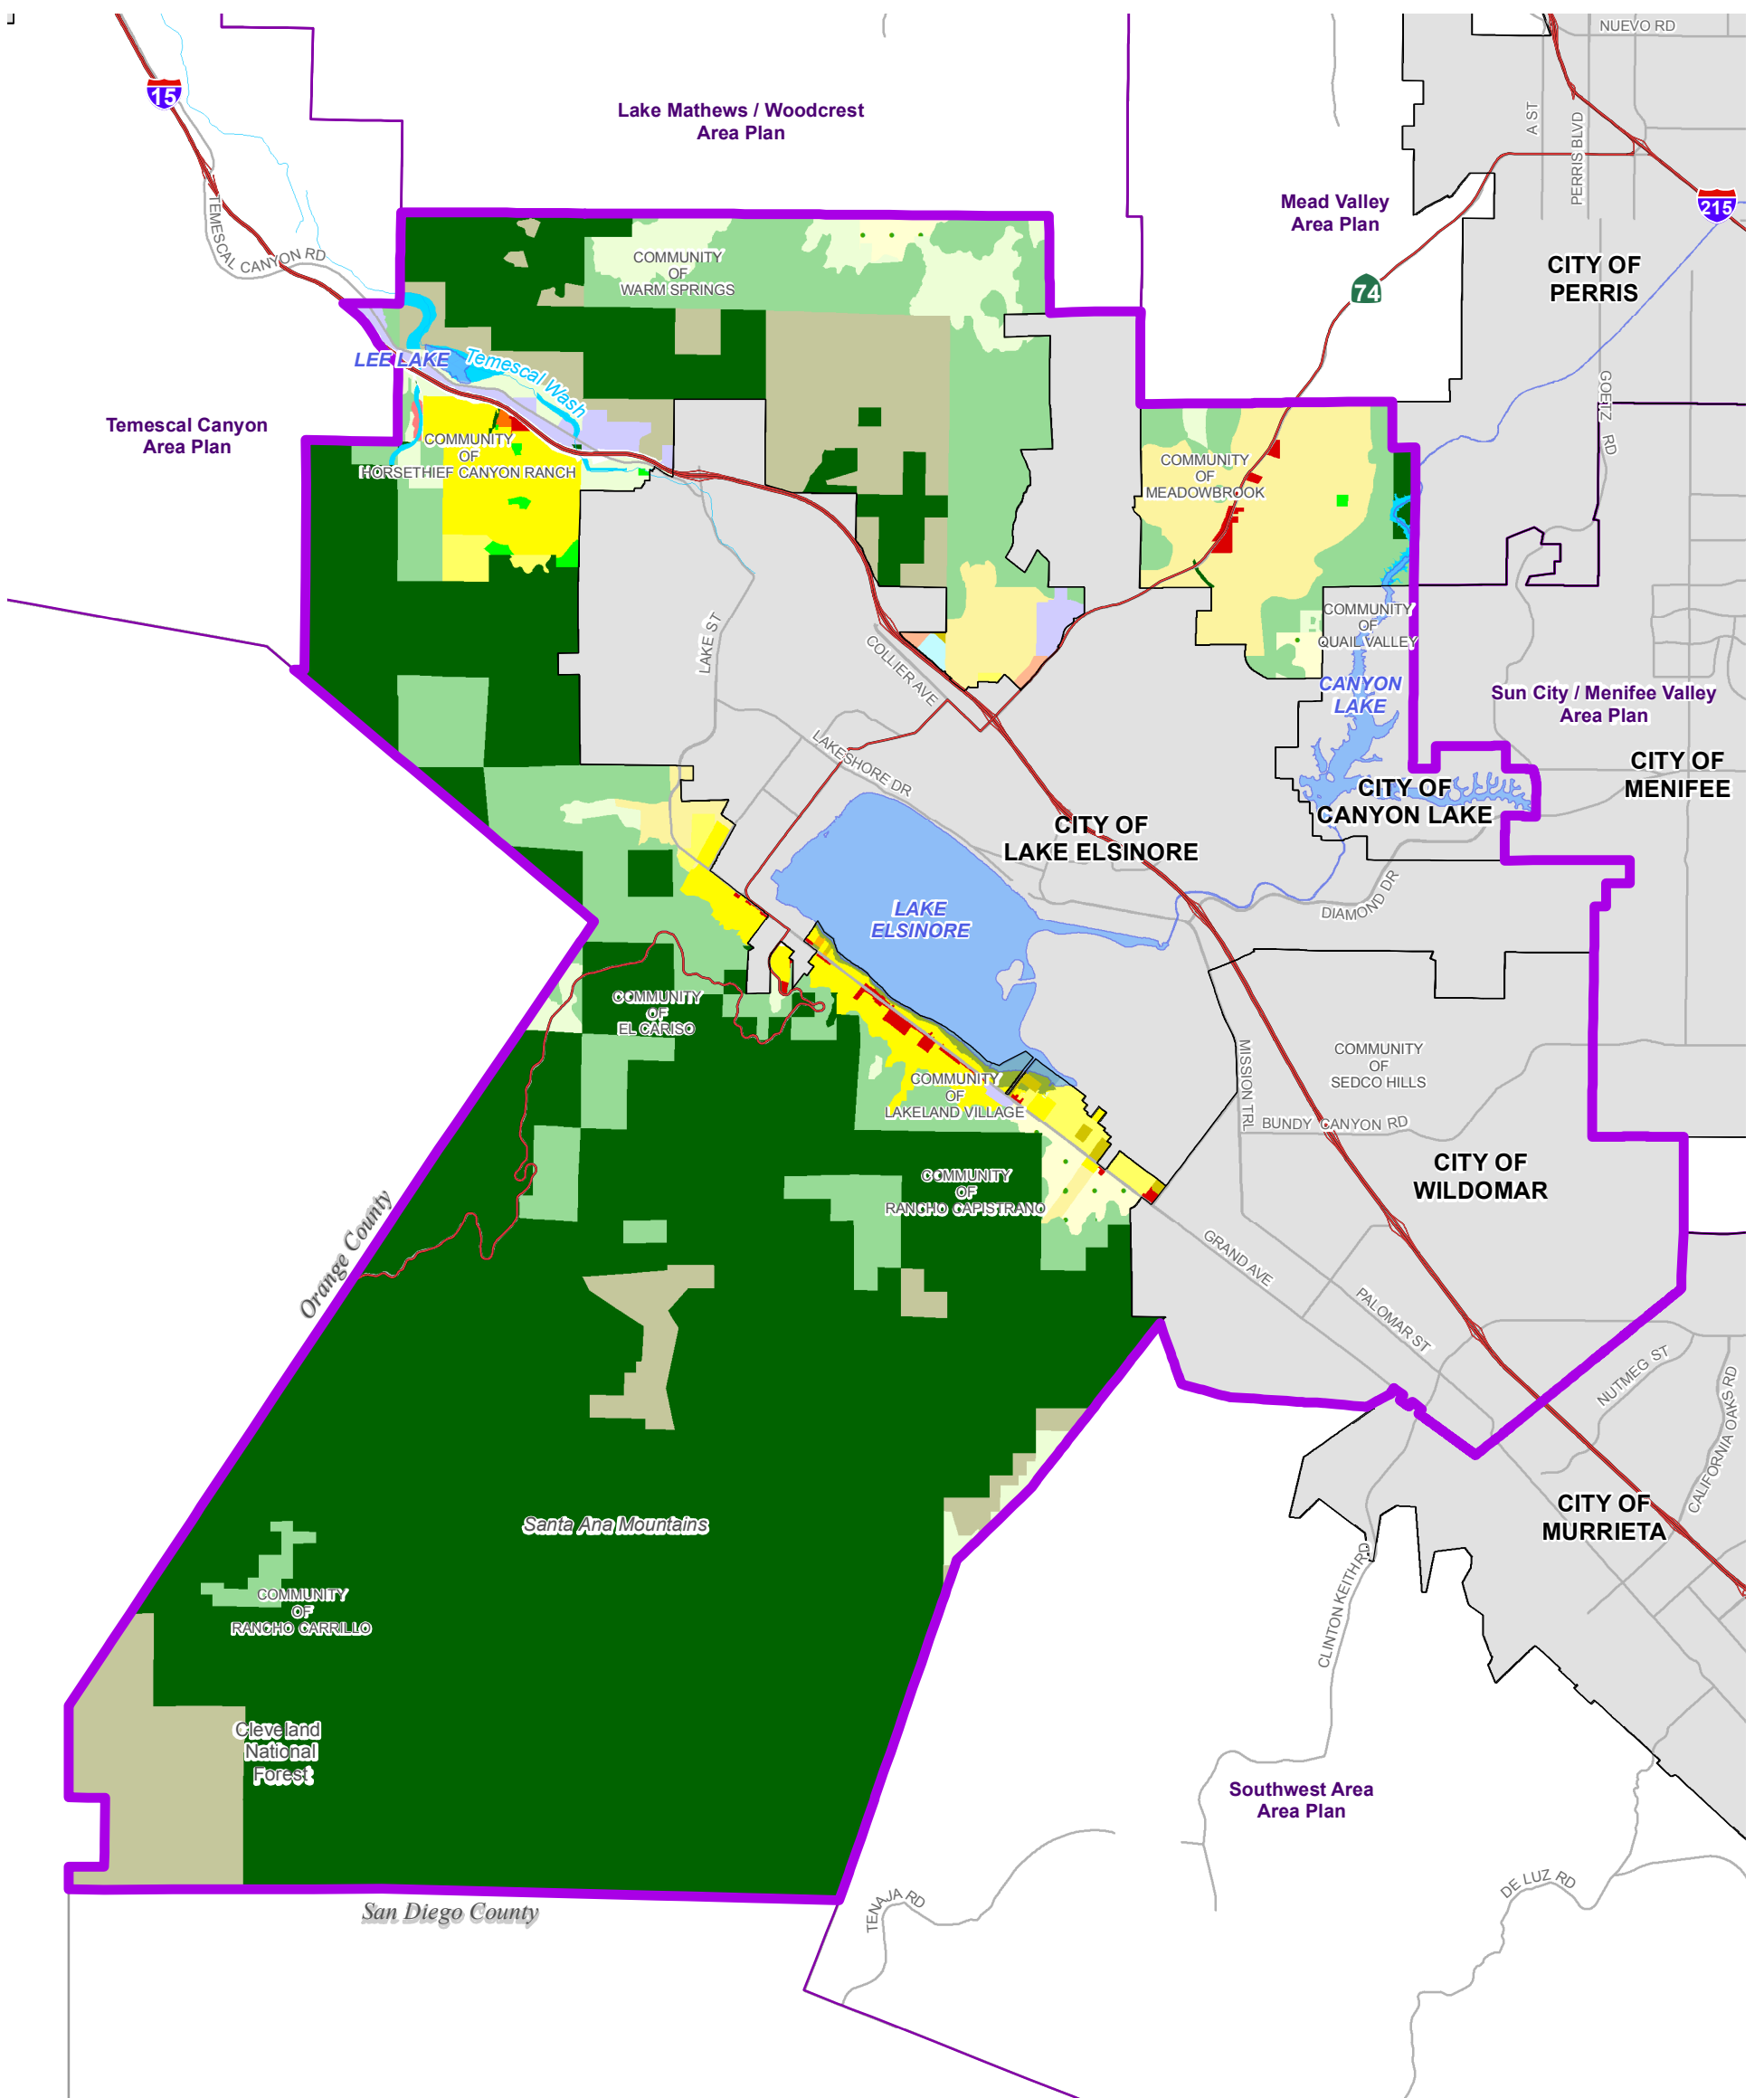 NUEVO RD
15
Lake Mathews / Woodcrest
Area Plan
A ST
PERRIS BLVD
Mead Valley
Area Plan
215
TEMESCAL CANYON RD
COMMUNITY
OF
WARM SPRINGS
74
CITY OF
PERRIS
LEE LAKE
Temescal Wash
GOETZ RD
Temescal Canyon
Area Plan
COMMUNITY
OF
HORSETHIEF CANYON RANCH
COMMUNITY
OF
MEADOWBROOK
LAKE ST
COLLIER AVE
COMMUNITY
OF
QUAIL VALLEY
CANYON
LAKE
Sun City / Menifee Valley
Area Plan
LAKESHORE DR
CITY OF
MENIFEE
CITY OF
CANYON LAKE
CITY OF
LAKE ELSINORE
DIAMOND DR
LAKE
ELSINORE
COMMUNITY
OF
EL CARISO
MISSION TRL
COMMUNITY
OF
SEDCO HILLS
COMMUNITY
OF
LAKELAND VILLAGE
BUNDY CANYON RD
COMMUNITY
OF
RANCHO CAPISTRANO
CITY OF
WILDOMAR
Orange County
GRAND AVE
PALOMAR ST
NUTMEG ST
CALIFORNIA OAKS RD
Santa Ana Mountains
CITY OF
MURRIETA
COMMUNITY
OF
RANCHO CARRILLO
CLINTON KEITH RD
Cleveland
National
Forest
Southwest Area
Area Plan
San Diego County
TENAJA RD
DE LUZ RD